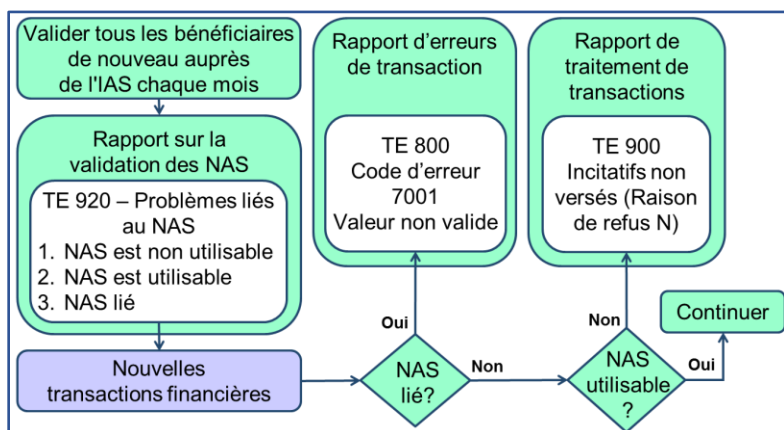 Valider tous les bénéficiaires
de nouveau auprès
de l'IAS chaque mois
Rapport sur la
validation des NAS
TE 920 – Problèmes liés
au NAS
1. NAS est non utilisable
2. NAS est utilisable
3. NAS lié
Nouvelles
transactions financières
Rapport d’erreurs
de transaction
TE 800
Code d’erreur
7001
Valeur non valide
Oui
NAS
lié?
Non
Rapport de
traitement de
transactions
TE 900
Incitatifs non
versés (Raison
de refus N)
Non
NAS
utilisable
?
Oui
Continuer